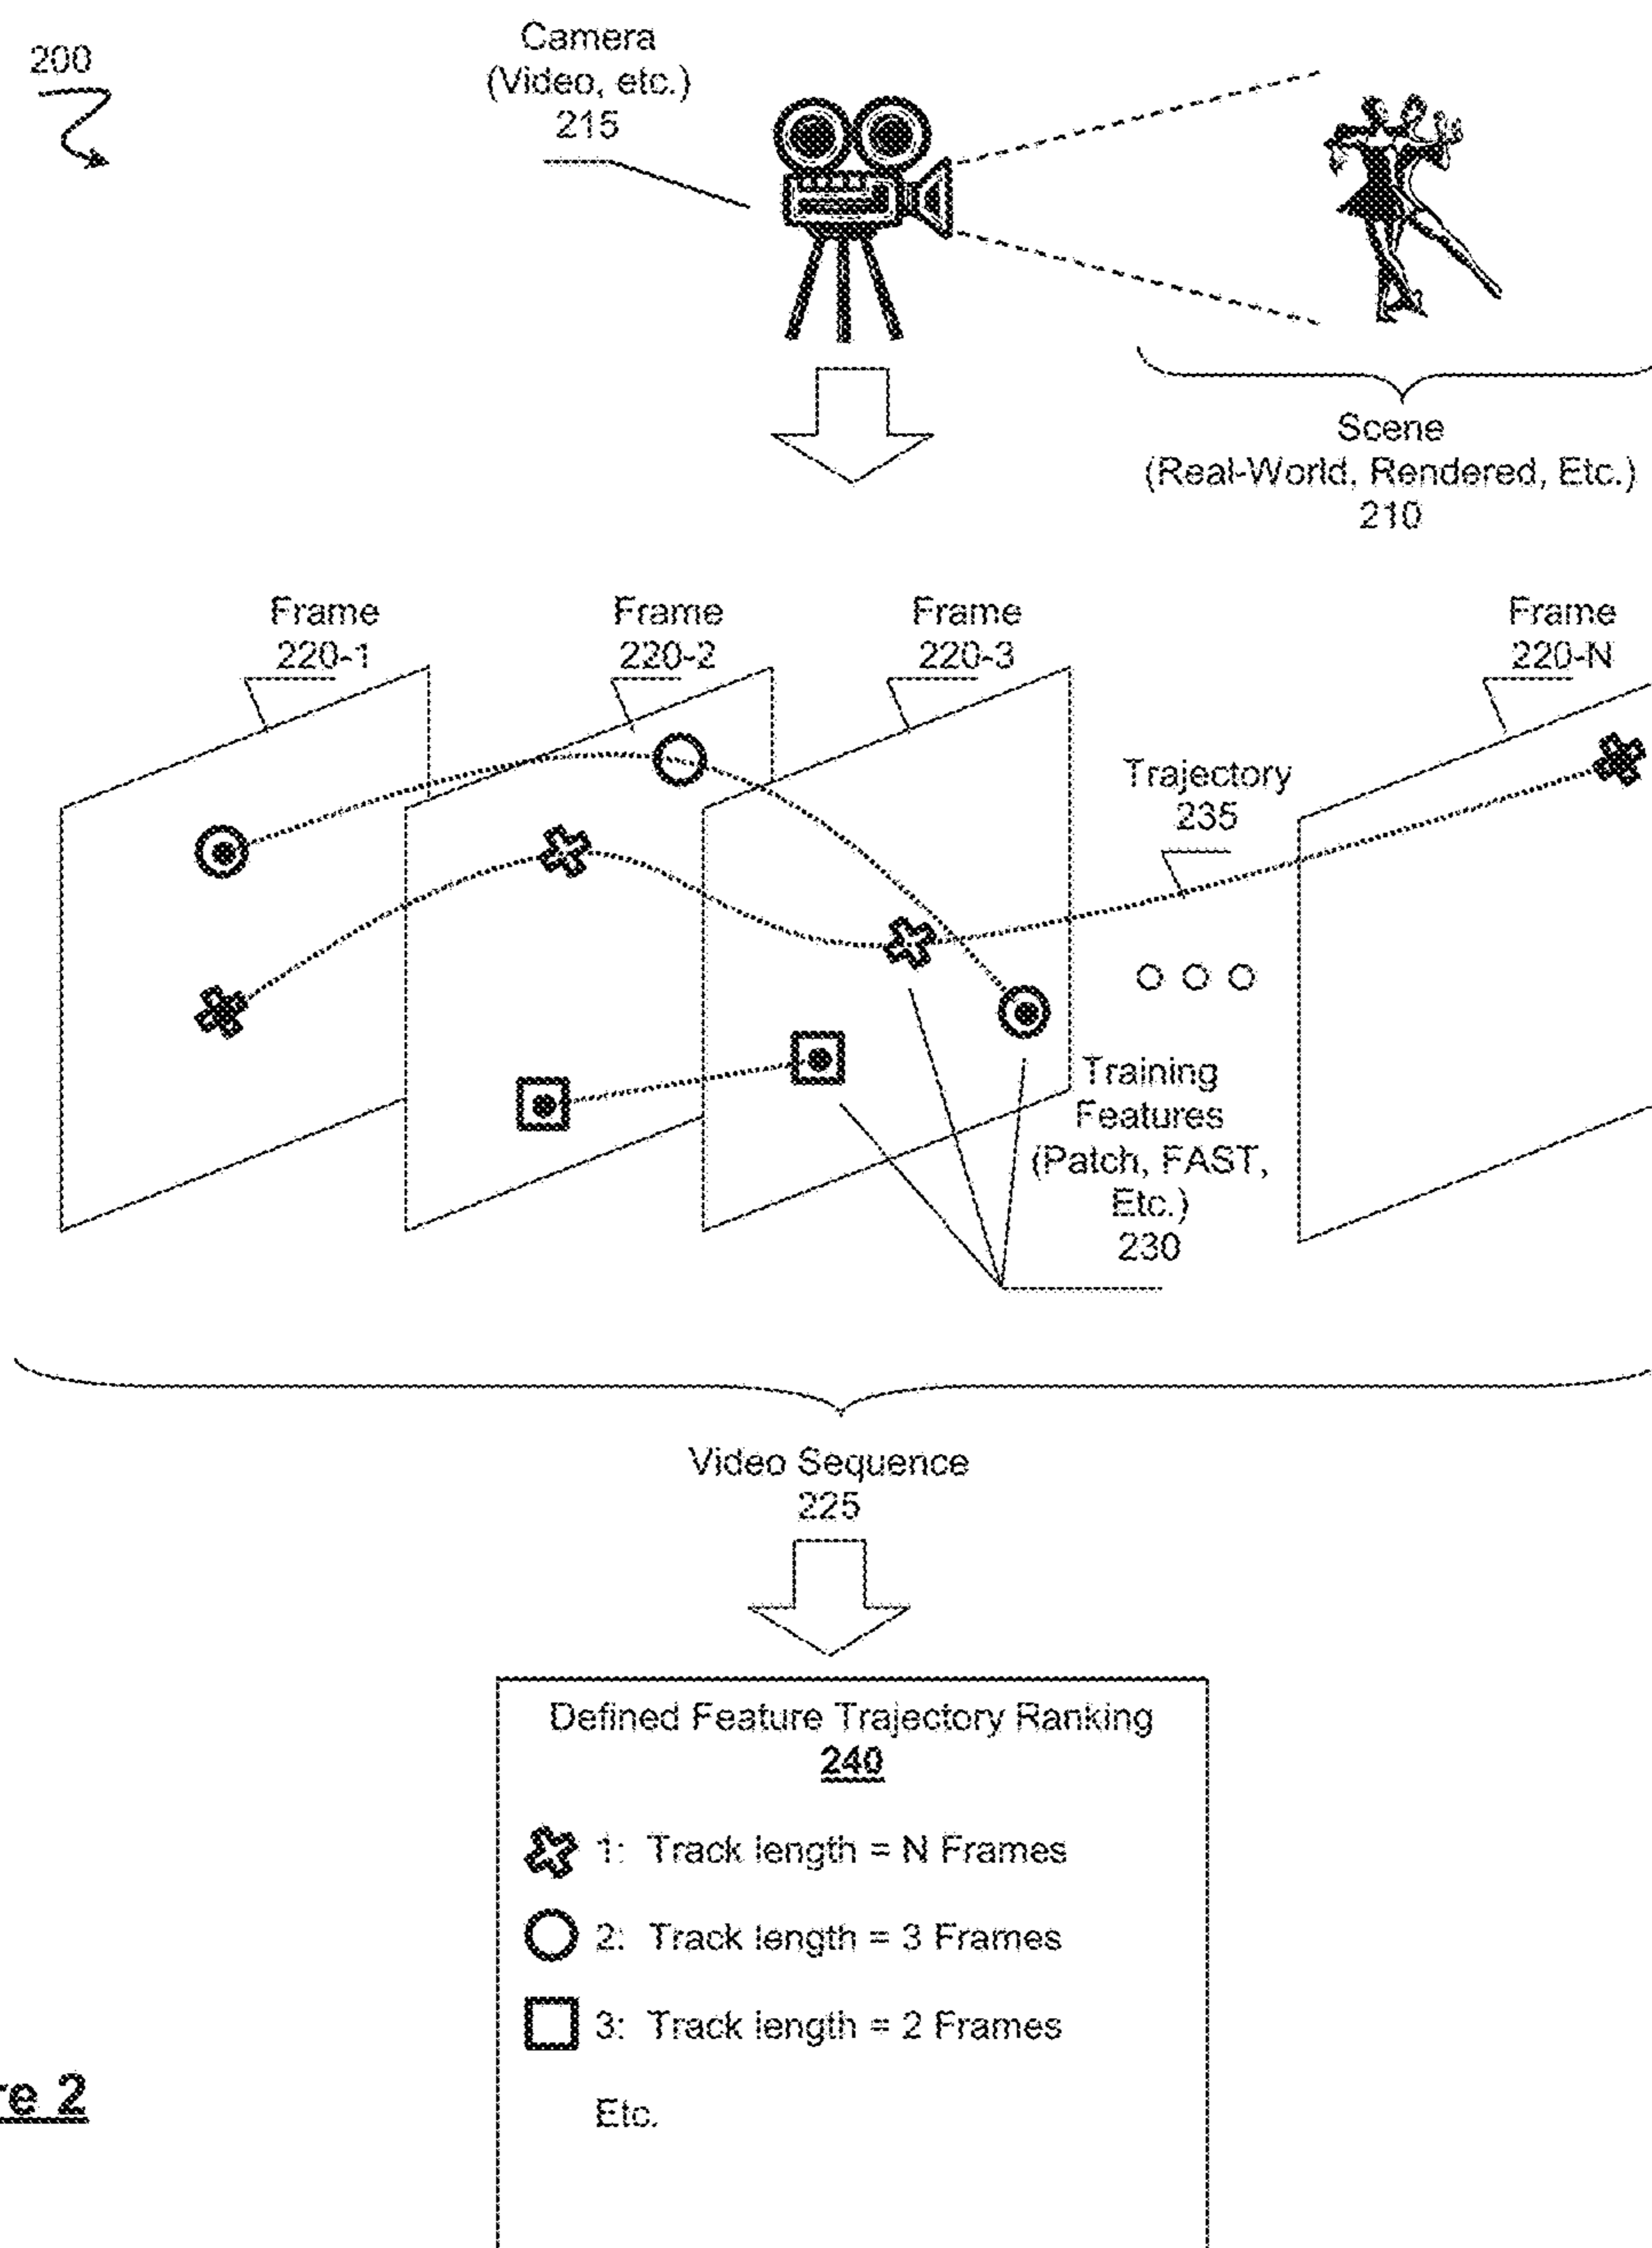 200
Camera
(Video, etc.)
215
Scene
(Real-World, Rendered, Etc.)
210
Frame
220-1
Frame
220-2
Frame
220-3
Frame
220-N
Trajectory
235
Training
Features
(Patch, FAST,
Etc.)
230
Video Sequence
225
Defined Feature Trajectory Ranking
240
1: Track length = N Frames
2: Track length = 3 Frames
3: Track length = 2 Frames
Etc.
re 2